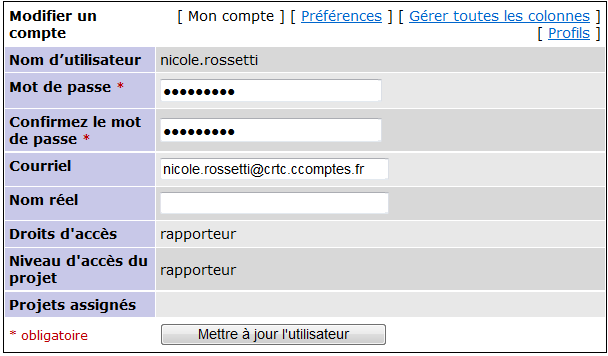 Modifier un compte [ Mon compte ] [ Préférences ] [ Gérer toutes les colonnes ]
[ Profils ]
Nom d’utilisateur nicole.rossetti
Mot de passe * •••••••••
Confirmez le mot
de passe * •••••••••
Courriel nicole.rossetti@crtc.ccomptes.fr
Nom réel
Droits d'accès rapporteur
Niveau d'accès du
projet rapporteur
Projets assignés
* obligatoire Mettre à jour l'utilisateur